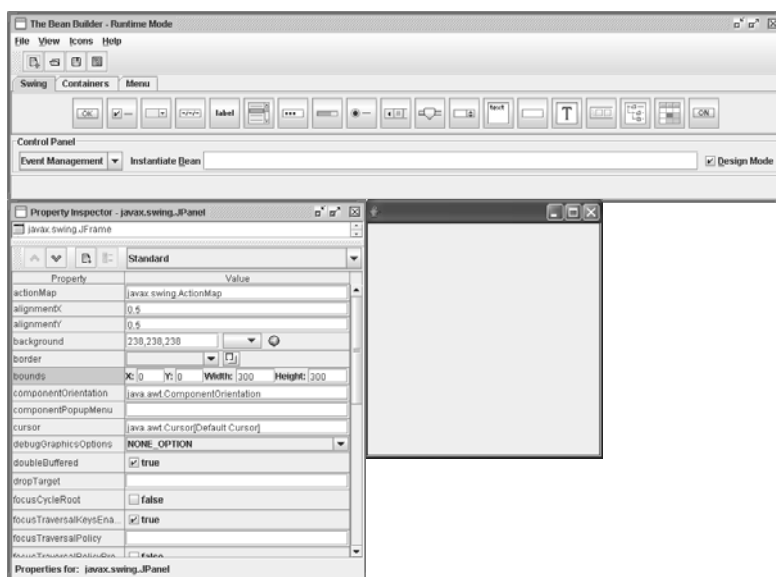 The Bean Builder - Runtime Mode
File View Icons Help
Swing Containers Menu
OK label text T ON
Control Panel
Event Management Instantiate Bean Design Mode
Property Inspector - javax.swing.JPanel
javax.swing.JFrame
Standard
Property Value
actionMap javax.swing.ActionMap
alignmentX 0.5
alignmentY 0.5
background 238,238,238
border
bounds X: 0 Y: 0 Width: 300 Height: 300
componentOrientation java.awt.ComponentOrientation
componentPopupMenu
cursor java.awt.Cursor[Default Cursor]
debugGraphicsOptions NONE_OPTION
doubleBuffered true
dropTarget
focusCycleRoot false
focusTraversalKeysEna... true
focusTraversalPolicy
focusTraversalPolicyPro... false
Properties for: javax.swing.JPanel